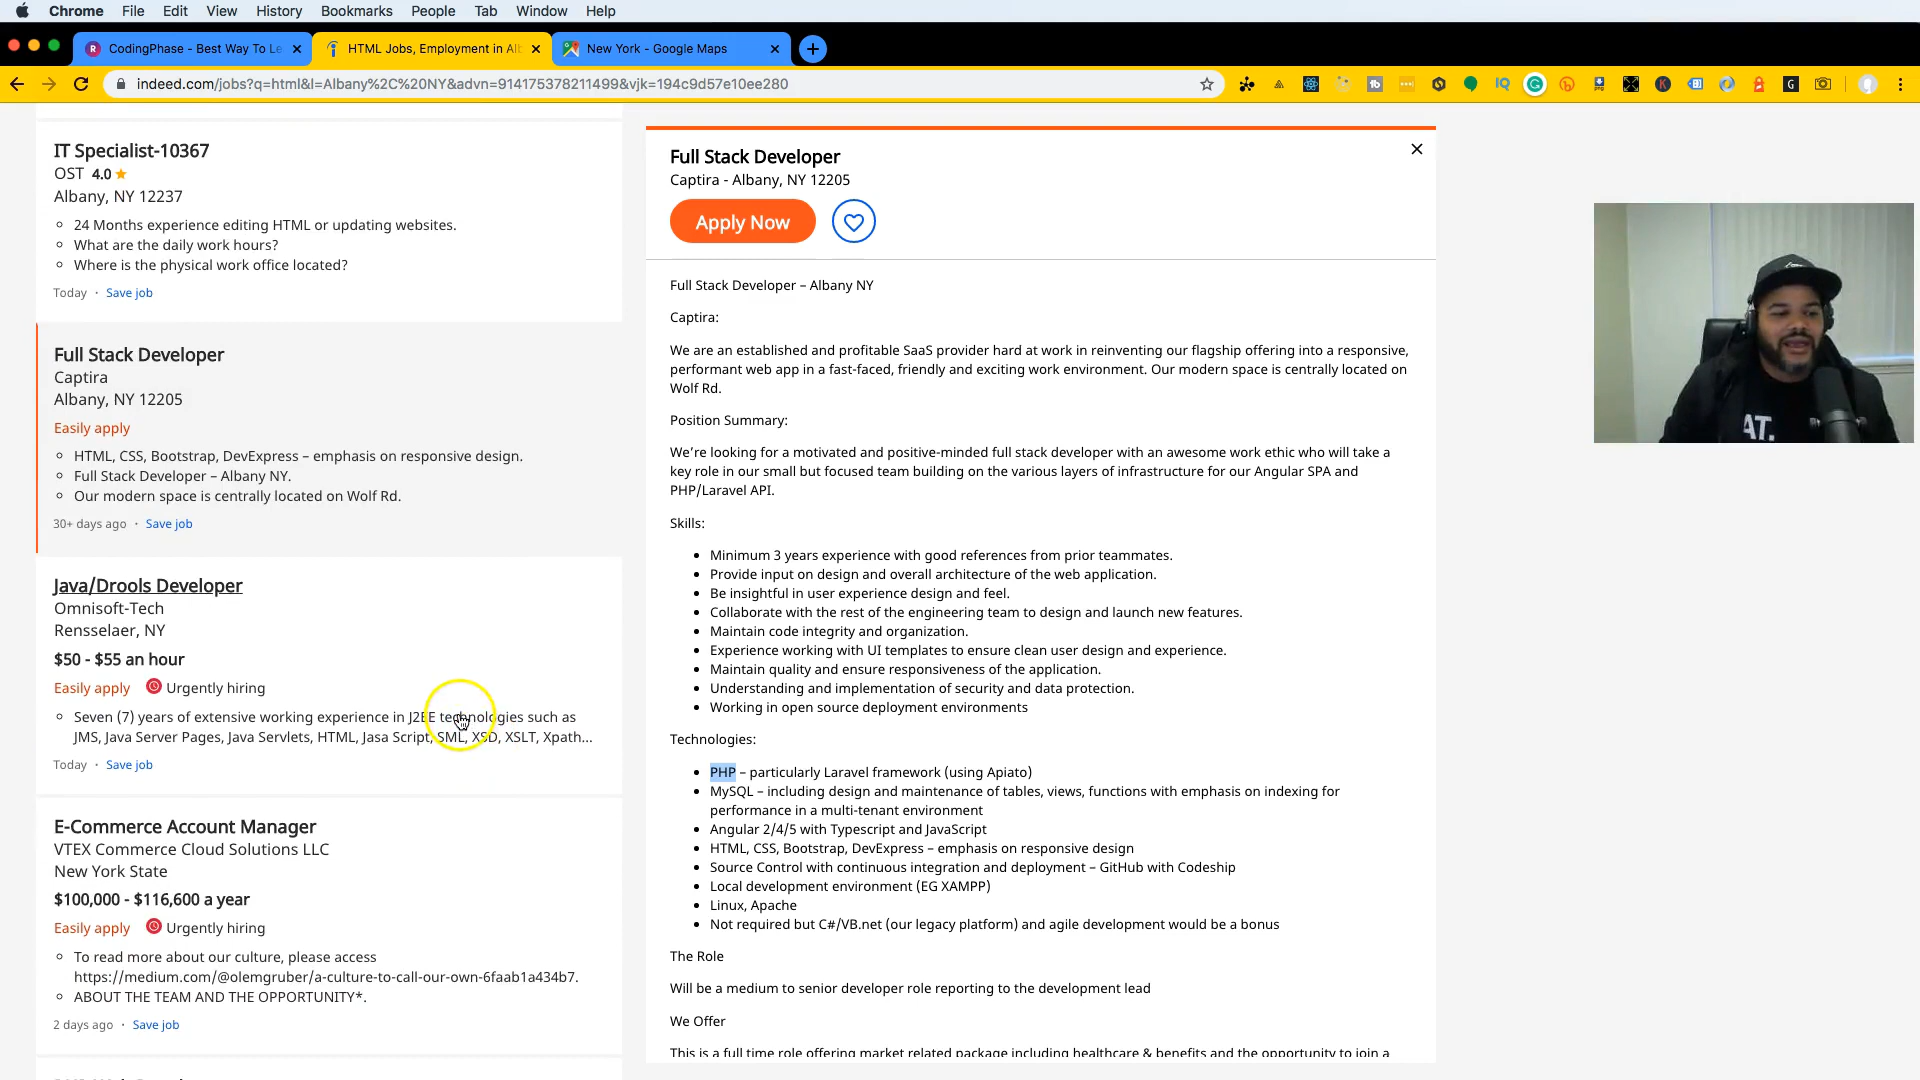 Chrome File Edit View History Bookmarks People Tab Window Help
CodingPhase - Best Way To Le
HTML Jobs, Employment in Alb
New York - Google Maps
indeed.com/jobs?q=html&l=Albany%2C%20NY&advn=914175378211499&vjk=194c9d57e10ee280
IT Specialist-10367
OST 4.0
Albany, NY 12237
24 Months experience editing HTML or updating websites.
What are the daily work hours?
Where is the physical work office located?
Today · Save job
Full Stack Developer
Captira
Albany, NY 12205
Easily apply
HTML, CSS, Bootstrap, DevExpress – emphasis on responsive design.
Full Stack Developer – Albany NY.
Our modern space is centrally located on Wolf Rd.
30+ days ago · Save job
Java/Drools Developer
Omnisoft-Tech
Rensselaer, NY
$50 - $55 an hour
Easily apply Urgently hiring
Seven (7) years of extensive working experience in J2EE technologies such as
JMS, Java Server Pages, Java Servlets, HTML, Jasa Script, SML, XSD, XSLT, Xpath...
Today · Save job
E-Commerce Account Manager
VTEX Commerce Cloud Solutions LLC
New York State
$100,000 - $116,600 a year
Easily apply Urgently hiring
To read more about our culture, please access
https://medium.com/@olemgruber/a-culture-to-call-our-own-6faab1a434b7.
ABOUT THE TEAM AND THE OPPORTUNITY*.
2 days ago · Save job
Full Stack Developer
Captira - Albany, NY 12205
Apply Now
Full Stack Developer – Albany NY
Captira:
We are an established and profitable SaaS provider hard at work in reinventing our flagship offering into a responsive,
performant web app in a fast-faced, friendly and exciting work environment. Our modern space is centrally located on
Wolf Rd.
Position Summary:
We're looking for a motivated and positive-minded full stack developer with an awesome work ethic who will take a
key role in our small but focused team building on the various layers of infrastructure for our Angular SPA and
PHP/Laravel API.
Skills:
Minimum 3 years experience with good references from prior teammates.
Provide input on design and overall architecture of the web application.
Be insightful in user experience design and feel.
Collaborate with the rest of the engineering team to design and launch new features.
Maintain code integrity and organization.
Experience working with UI templates to ensure clean user design and experience.
Maintain quality and ensure responsiveness of the application.
Understanding and implementation of security and data protection.
Working in open source deployment environments
Technologies:
PHP – particularly Laravel framework (using Apiato)
MySQL – including design and maintenance of tables, views, functions with emphasis on indexing for
performance in a multi-tenant environment
Angular 2/4/5 with Typescript and JavaScript
HTML, CSS, Bootstrap, DevExpress – emphasis on responsive design
Source Control with continuous integration and deployment – GitHub with Codeship
Local development environment (EG XAMPP)
Linux, Apache
Not required but C#/VB.net (our legacy platform) and agile development would be a bonus
The Role
Will be a medium to senior developer role reporting to the development lead
We Offer
This is a full time role offering market related package including healthcare & benefits and the opportunity to join a
AT.